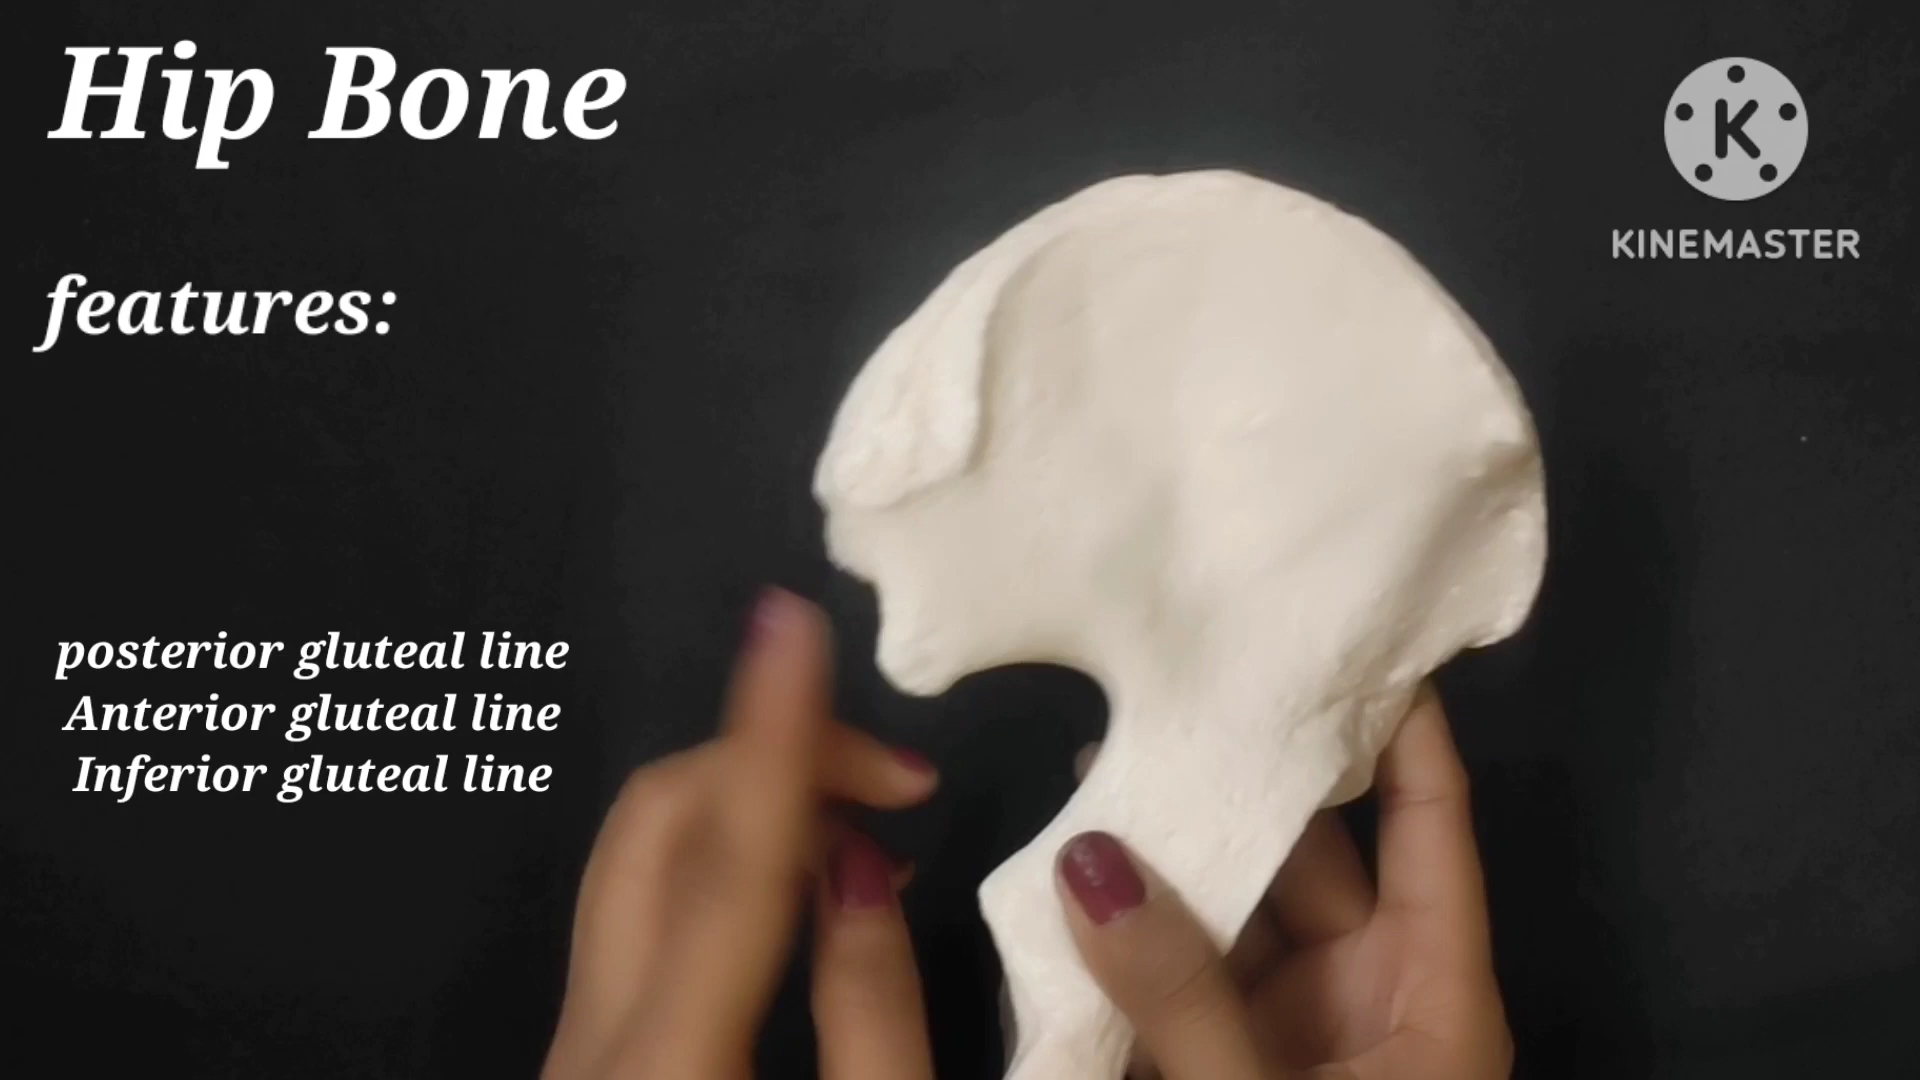 Hip Bone
K
KINEMASTER
features:
posterior gluteal line
Anterior gluteal line
Inferior gluteal line